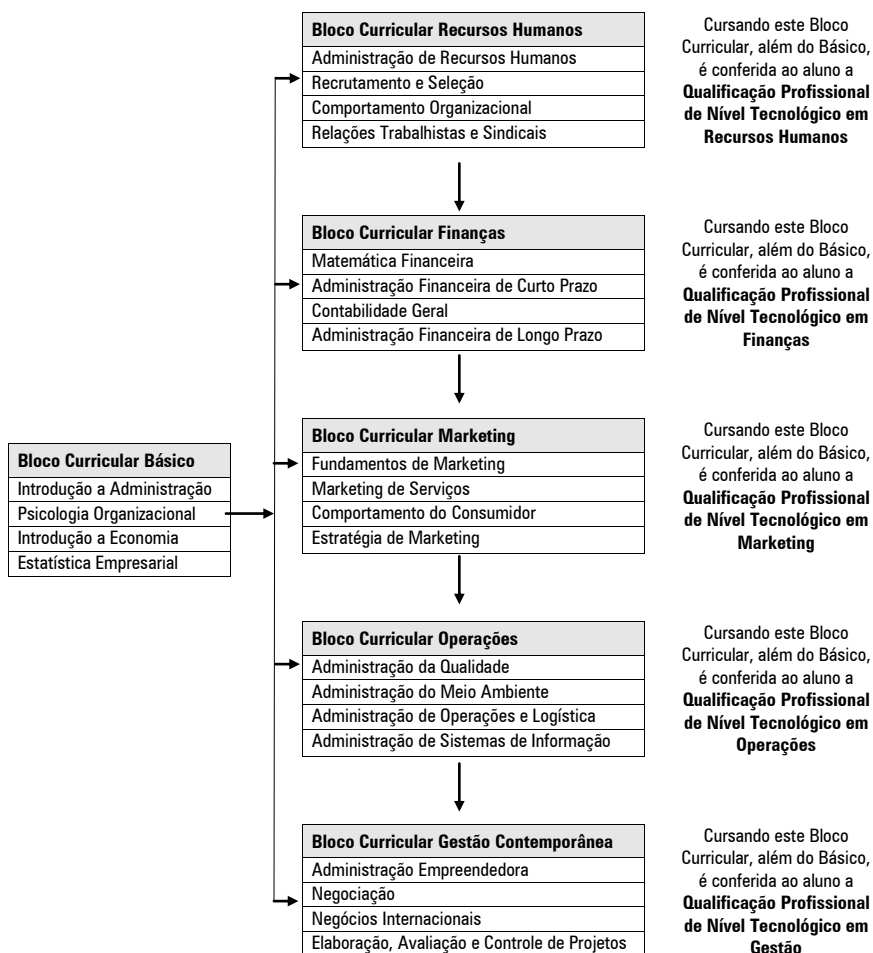 Bloco Curricular Recursos Humanos
Administração de Recursos Humanos
Recrutamento e Seleção
Comportamento Organizacional
Relações Trabalhistas e Sindicais
Cursando este Bloco
Curricular, além do Básico,
é conferida ao aluno a
Qualificação Profissional
de Nível Tecnológico em
Recursos Humanos
Bloco Curricular Finanças
Matemática Financeira
Administração Financeira de Curto Prazo
Contabilidade Geral
Administração Financeira de Longo Prazo
Cursando este Bloco
Curricular, além do Básico,
é conferida ao aluno a
Qualificação Profissional
de Nível Tecnológico em
Finanças
Bloco Curricular Básico
Introdução a Administração
Psicologia Organizacional
Introdução a Economia
Estatística Empresarial
Bloco Curricular Marketing
Fundamentos de Marketing
Marketing de Serviços
Comportamento do Consumidor
Estratégia de Marketing
Cursando este Bloco
Curricular, além do Básico,
é conferida ao aluno a
Qualificação Profissional
de Nível Tecnológico em
Marketing
Bloco Curricular Operações
Administração da Qualidade
Administração do Meio Ambiente
Administração de Operações e Logística
Administração de Sistemas de Informação
Cursando este Bloco
Curricular, além do Básico,
é conferida ao aluno a
Qualificação Profissional
de Nível Tecnológico em
Operações
Bloco Curricular Gestão Contemporânea
Administração Empreendedora
Negociação
Negócios Internacionais
Elaboração, Avaliação e Controle de Projetos
Cursando este Bloco
Curricular, além do Básico,
é conferida ao aluno a
Qualificação Profissional
de Nível Tecnológico em
Gestão